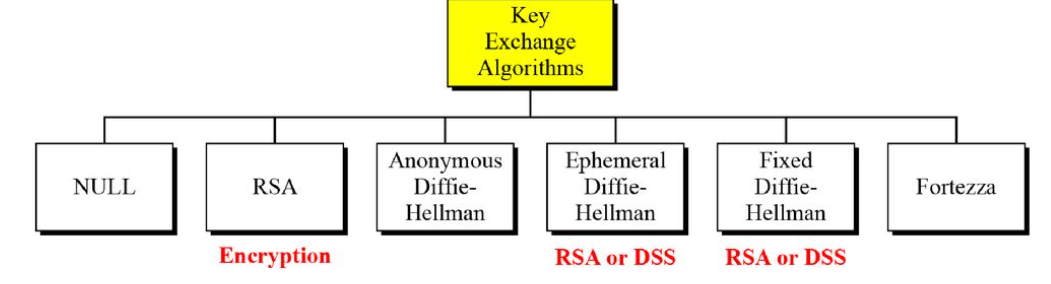 Key
Exchange
Algorithms
NULL
RSA
Anonymous
Diffie-
Hellman
Ephemeral
Diffie-
Hellman
Fixed
Diffie-
Hellman
Fortezza
Encryption
RSA or DSS
RSA or DSS